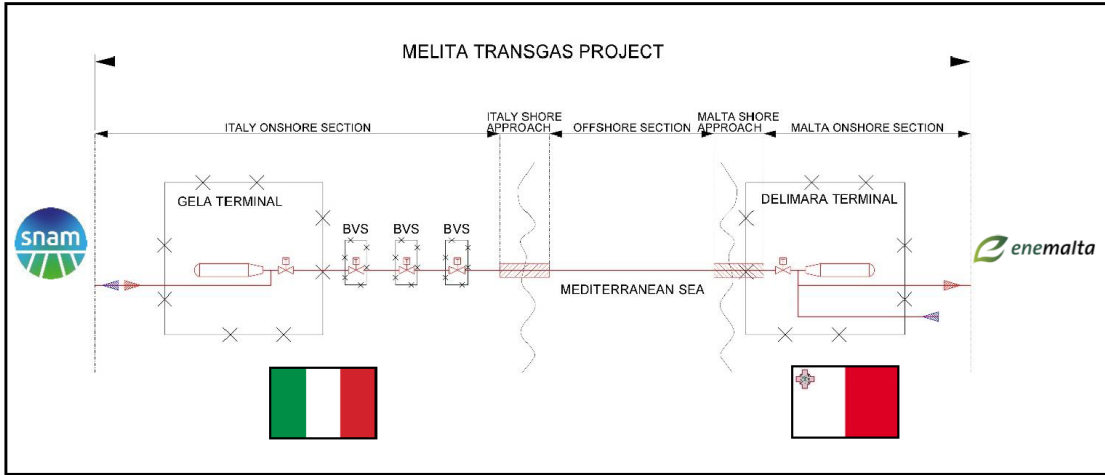 MELITA TRANSGAS PROJECT
ITALY ONSHORE SECTION
ITALY SHORE
APPROACH
OFFSHORE SECTION
MALTA SHORE
APPROACH
MALTA ONSHORE SECTION
GELA TERMINAL
BVS
BVS
BVS
DELIMARA TERMINAL
snam
enemalta
MEDITERRANEAN SEA